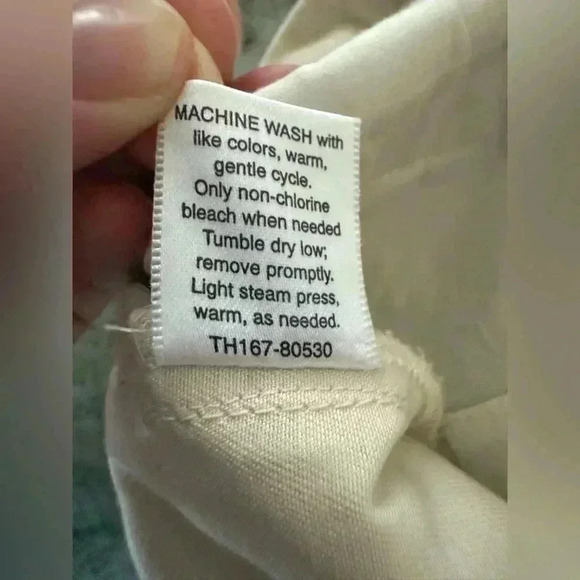 MACHINE WASH with
like colors, warm,
gentle cycle.
Only non-chlorine
bleach when needed
Tumble dry low;
remove promptly.
Light steam press,
warm, as needed.
TH167-80530